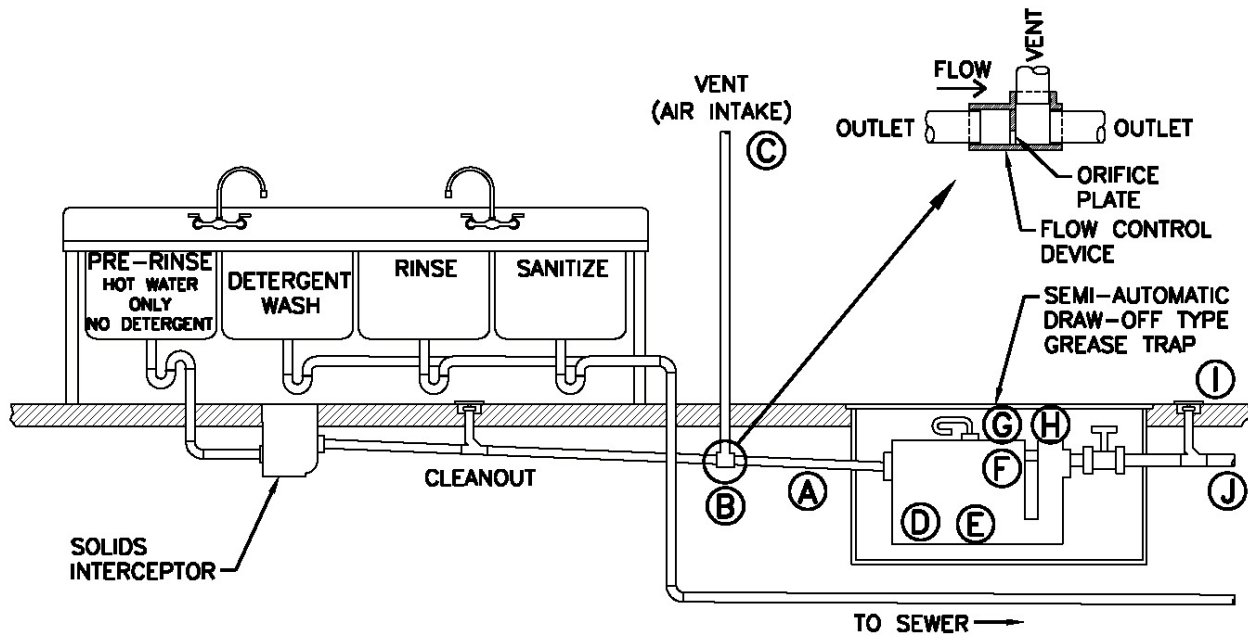 VENT
FLOW
OUTLET
OUTLET
ORIFICE
PLATE
FLOW CONTROL
DEVICE
VENT
(AIR INTAKE)
C
PRE-RINSE
HOT WATER
ONLY
NO DETERGENT
DETERGENT
WASH
RINSE
SANITIZE
SEMI-AUTOMATIC
DRAW-OFF TYPE
GREASE TRAP
I
G
H
F
CLEANOUT
B
A
D
E
J
SOLIDS
INTERCEPTOR
TO SEWER